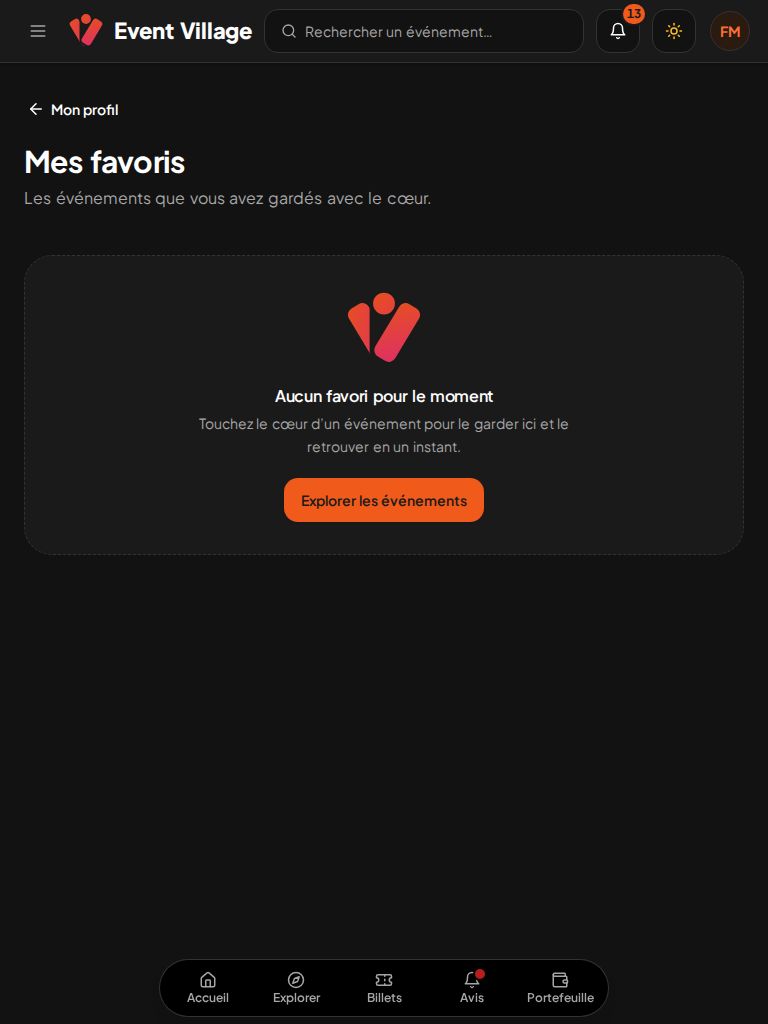 Event Village
Rechercher un événement…
13
FM
Mon profil
Mes favoris
Les événements que vous avez gardés avec le cœur.
Aucun favori pour le moment
Touchez le cœur d'un événement pour le garder ici et le
retrouver en un instant.
Explorer les événements
Accueil
Explorer
Billets
Avis
Portefeuille